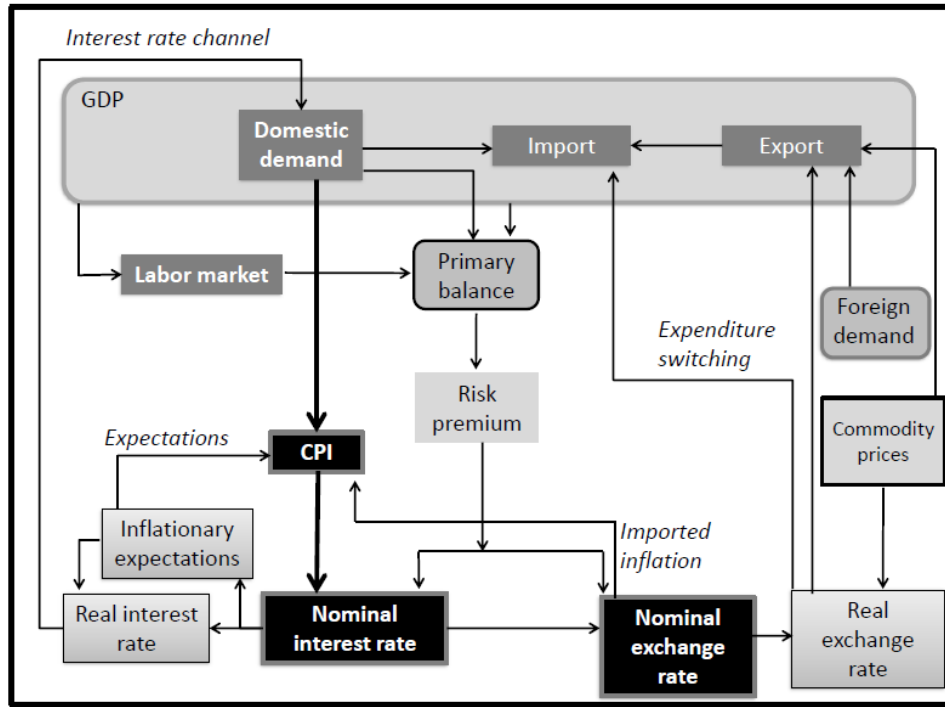 Interest rate channel
GDP
Domestic
demand
Import
Export
Labor market
Primary
balance
Foreign
demand
Expenditure
switching
Risk
premium
Commodity
prices
Expectations
CPI
Inflationary
expectations
Imported
inflation
Real interest
rate
Nominal
interest rate
Nominal
exchange
rate
Real
exchange
rate